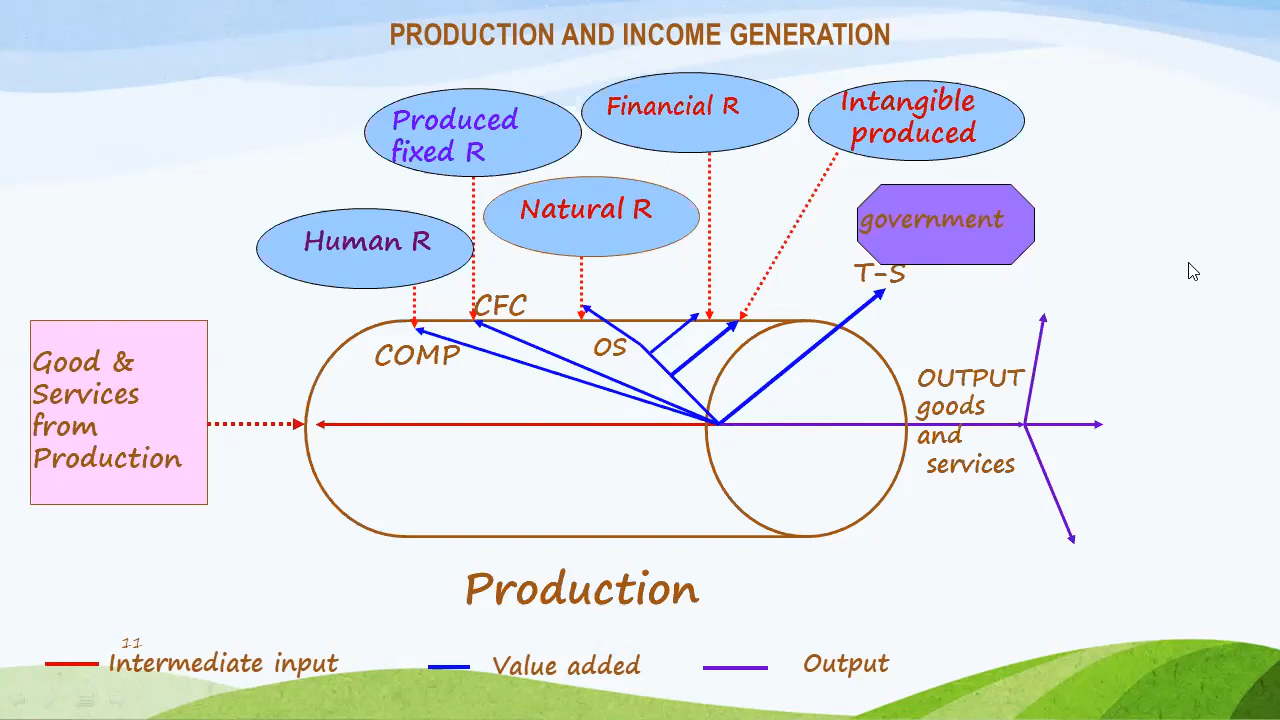 PRODUCTION AND INCOME GENERATION
Produced
fixed R
Financial R
Intangible
produced
Natural R
Human R
government
T-S
CFC
COMP
OS
Good &
Services
from
Production
OUTPUT
goods
and
services
Production
11
Intermediate input
Value added
Output